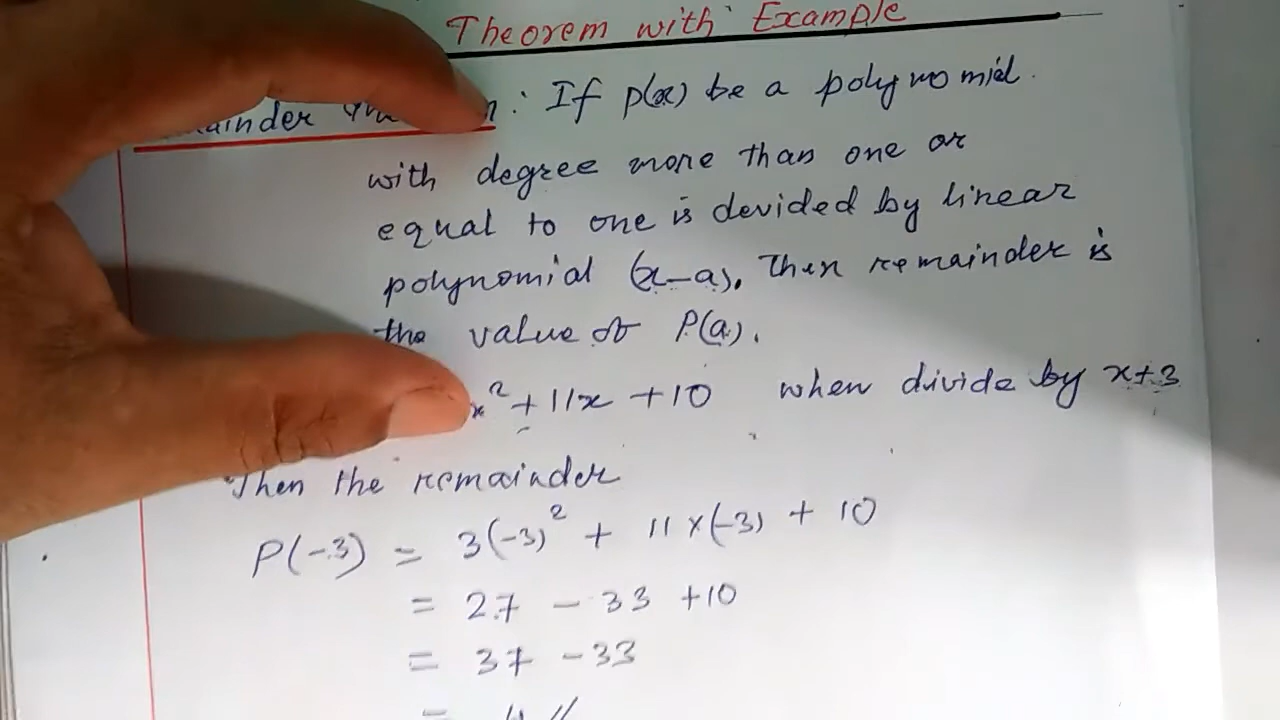 Theorem with Example
If p(x) be a polynomial
with degree more than one or
equal to one is devided by linear
polynomial (x-a). Then remainder is
the value of P(a).
x² + 11x + 10 when divide by x+3
Then the remainder
P(-3) = 3(-3)² + 11×(-3) + 10
= 27 - 33 +10
= 37 - 33